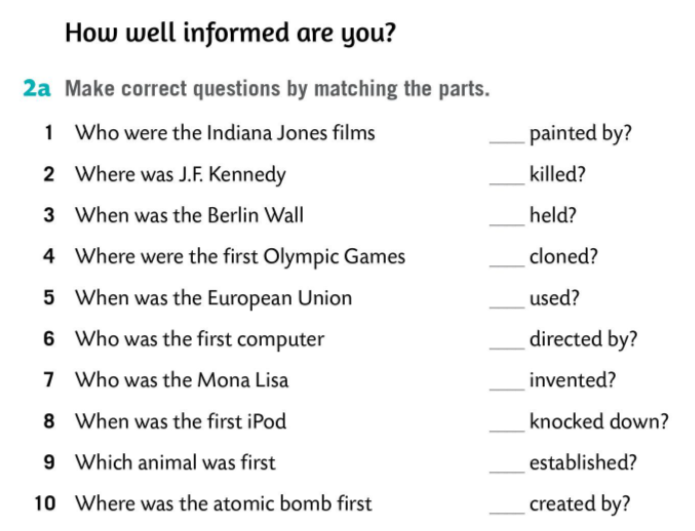 How well informed are you?
2a Make correct questions by matching the parts.
1 Who were the Indiana Jones films ____ painted by?
2 Where was J.F. Kennedy ____ killed?
3 When was the Berlin Wall ____ held?
4 Where were the first Olympic Games ____ cloned?
5 When was the European Union ____ used?
6 Who was the first computer ____ directed by?
7 Who was the Mona Lisa ____ invented?
8 When was the first iPod ____ knocked down?
9 Which animal was first ____ established?
10 Where was the atomic bomb first ____ created by?